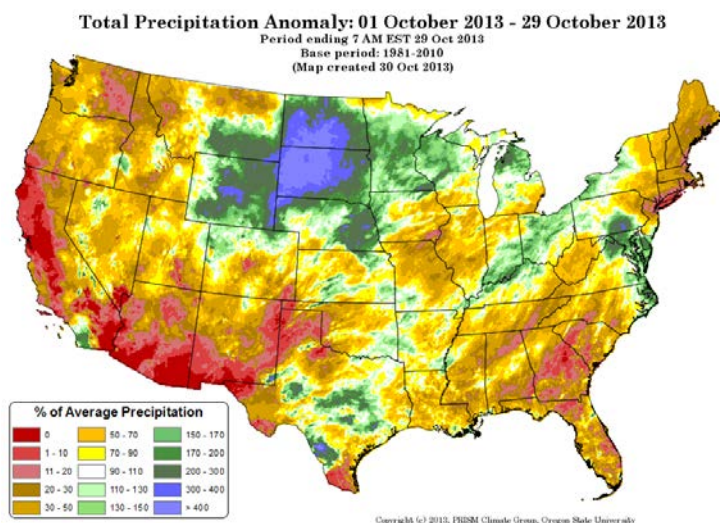 Total Precipitation Anomaly: 01 October 2013 - 29 October 2013
Period ending 7 AM EST 29 Oct 2013
Base period: 1981-2010
(Map created 30 Oct 2013)
% of Average Precipitation
0
50 - 70
150 - 170
1 - 10
70 - 90
170 - 200
11 - 20
90 - 110
200 - 300
20 - 30
110 - 130
300 - 400
30 - 50
130 - 150
> 400
Copyright (c) 2013, PRISM Climate Group, Oregon State University